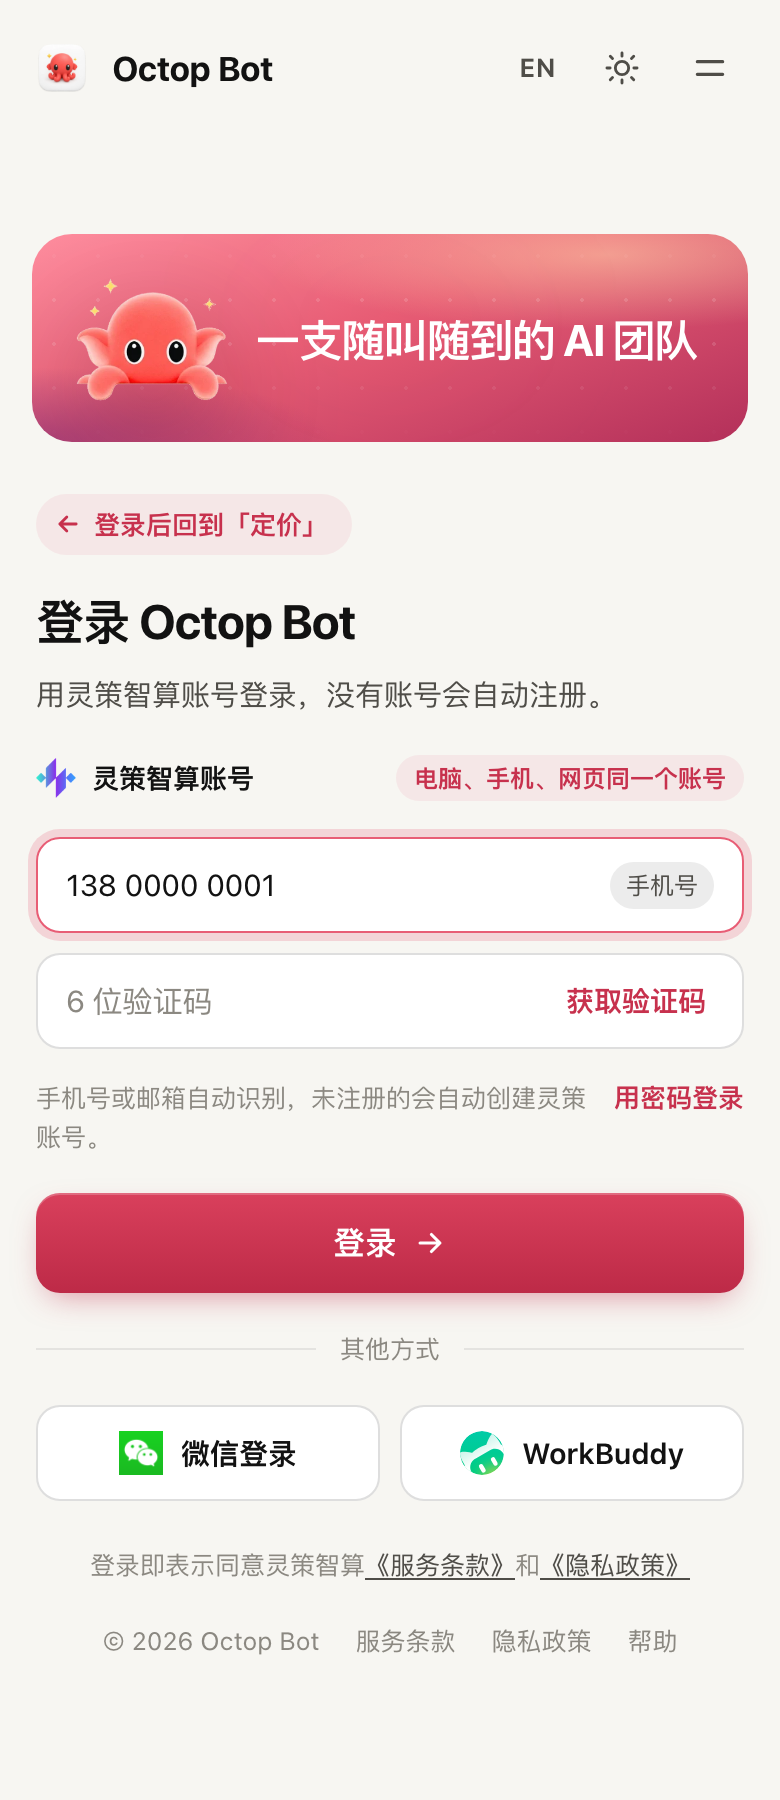 Octop Bot
EN
一支随叫随到的 AI 团队
← 登录后回到「定价」
登录 Octop Bot
用灵策智算账号登录，没有账号会自动注册。
灵策智算账号
电脑、手机、网页同一个账号
138 0000 0001
手机号
6 位验证码
获取验证码
手机号或邮箱自动识别，未注册的会自动创建灵策
账号。
用密码登录
登录 →
其他方式
微信登录
WorkBuddy
登录即表示同意灵策智算《服务条款》和《隐私政策》
© 2026 Octop Bot 服务条款 隐私政策 帮助